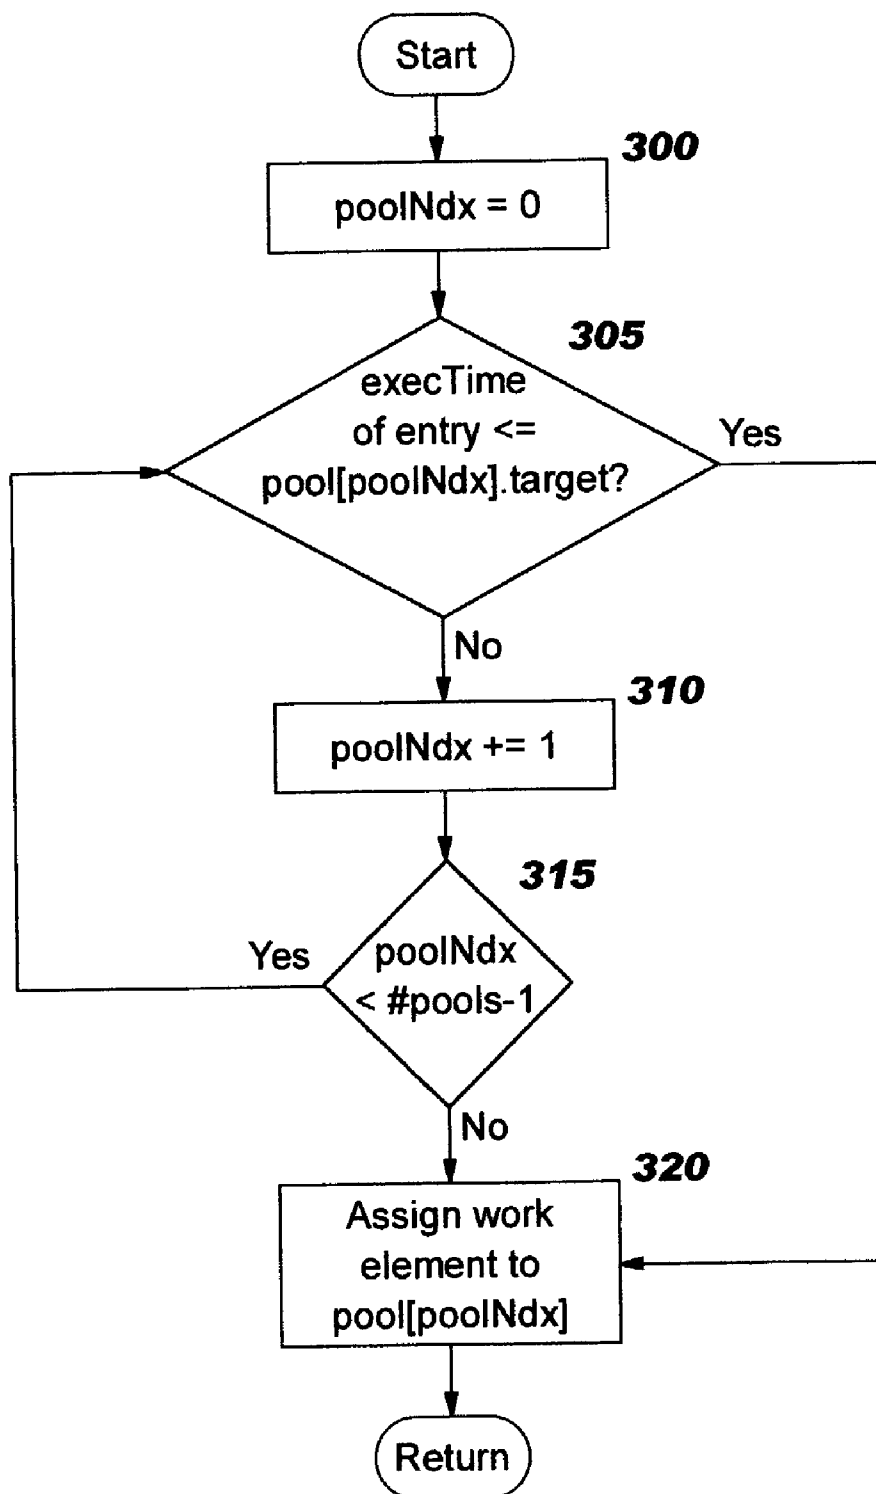 Start
300
poolNdx = 0
305
execTime
of entry <=
pool[poolNdx].target?
Yes
No
310
poolNdx += 1
315
Yes
poolNdx
< #pools-1
No
320
Assign work
element to
pool[poolNdx]
Return